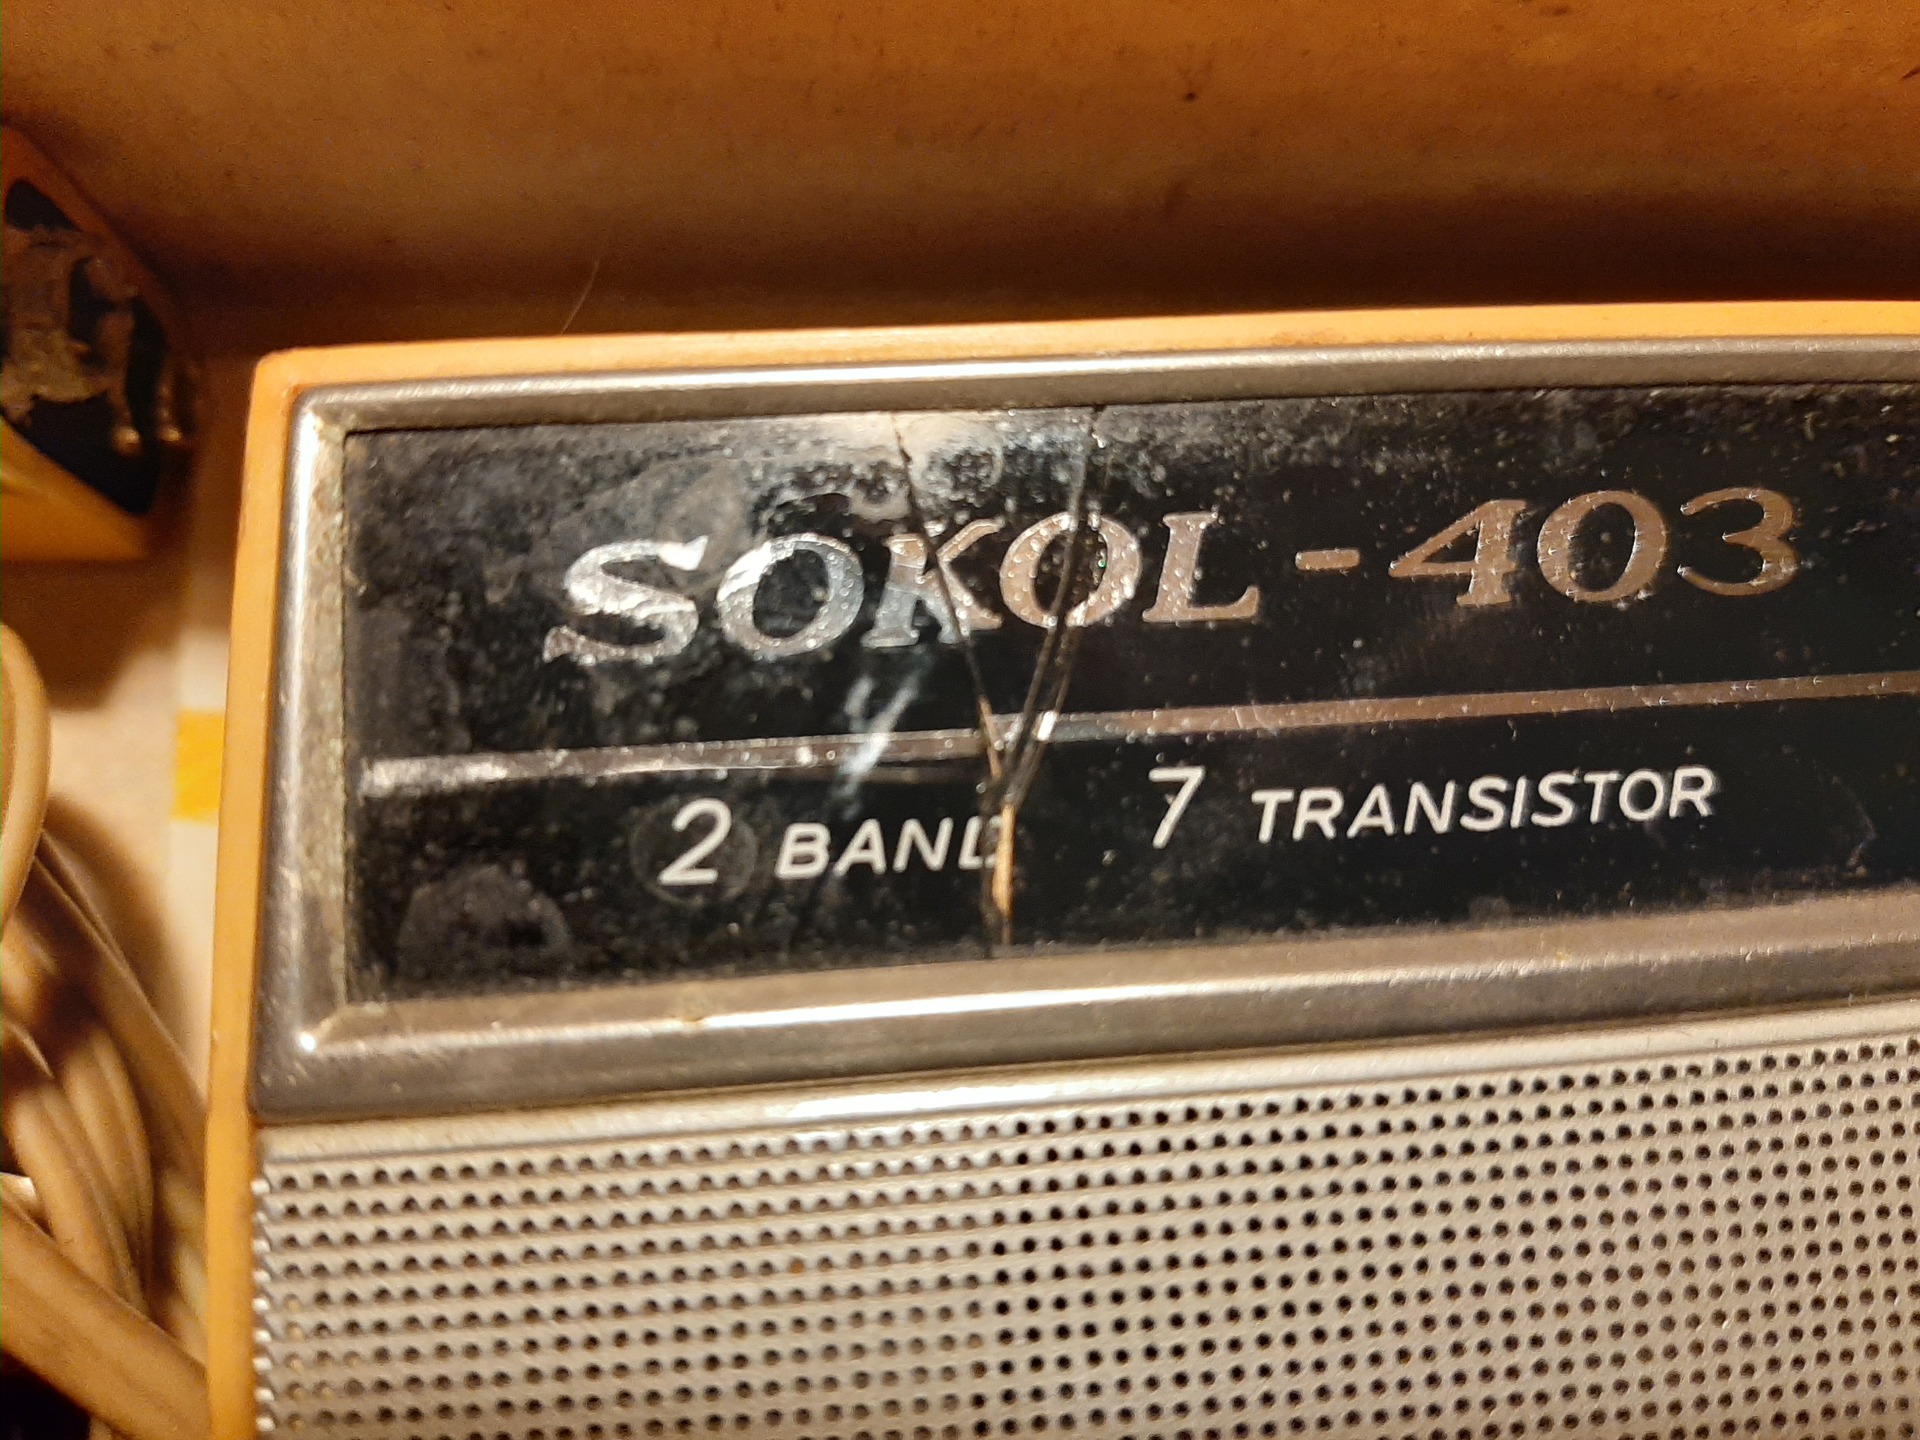 SOKOL-403
2 BAND 7 TRANSISTOR